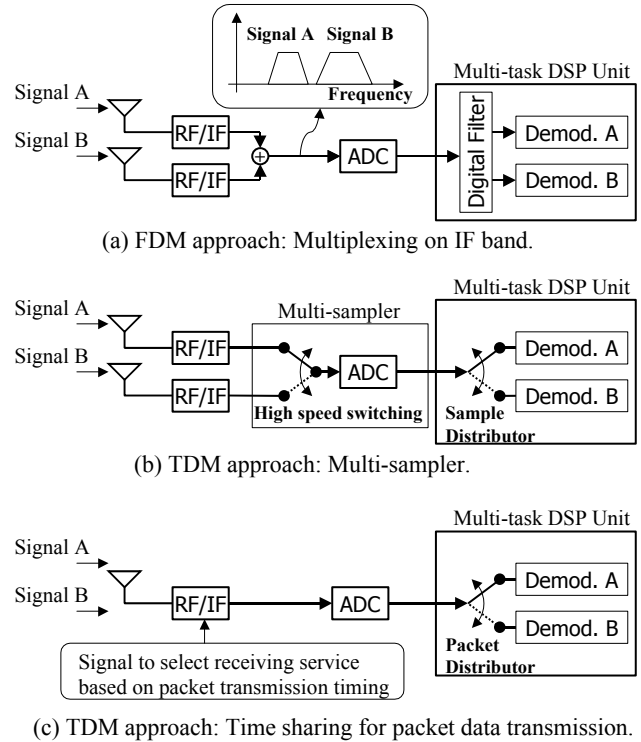 Signal A Signal B
Frequency
Multi-task DSP Unit
Signal A
Signal B
RF/IF
RF/IF
ADC
Digital Filter
Demod. A
Demod. B
(a) FDM approach: Multiplexing on IF band.
Multi-task DSP Unit
Signal A
Multi-sampler
Signal B
RF/IF
RF/IF
ADC
High speed switching
Demod. A
Demod. B
Sample
Distributor
(b) TDM approach: Multi-sampler.
Multi-task DSP Unit
Signal A
Signal B
RF/IF
ADC
Demod. A
Demod. B
Packet
Distributor
Signal to select receiving service
based on packet transmission timing
(c) TDM approach: Time sharing for packet data transmission.